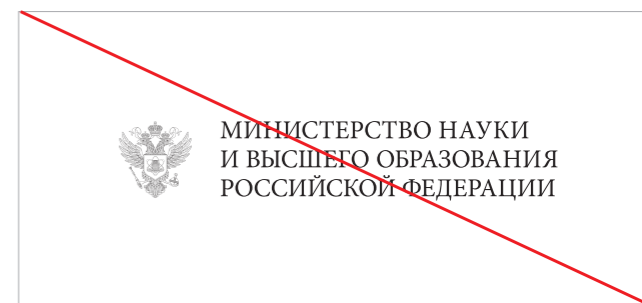 МИНИСТЕРСТВО НАУКИ
И ВЫСШЕГО ОБРАЗОВАНИЯ
РОССИЙСКОЙ ФЕДЕРАЦИИ